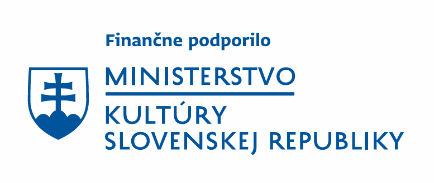 Finančne podporilo
MINISTERSTVO
KULTÚRY
SLOVENSKEJ REPUBLIKY